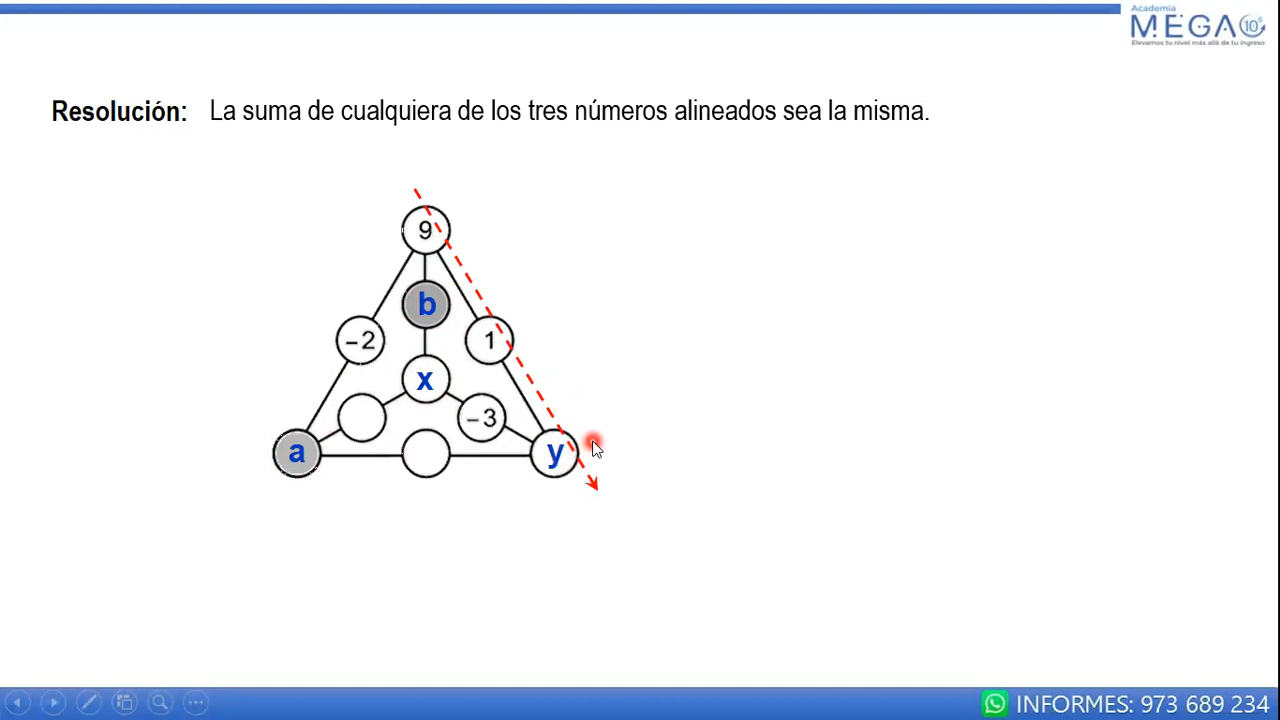 Academia
MEGA 10
Elevamos tu nivel más allá de tu ingreso
Resolución: La suma de cualquiera de los tres números alineados sea la misma.
9
b
-2 1
x
-3
a y
INFORMES: 973 689 234